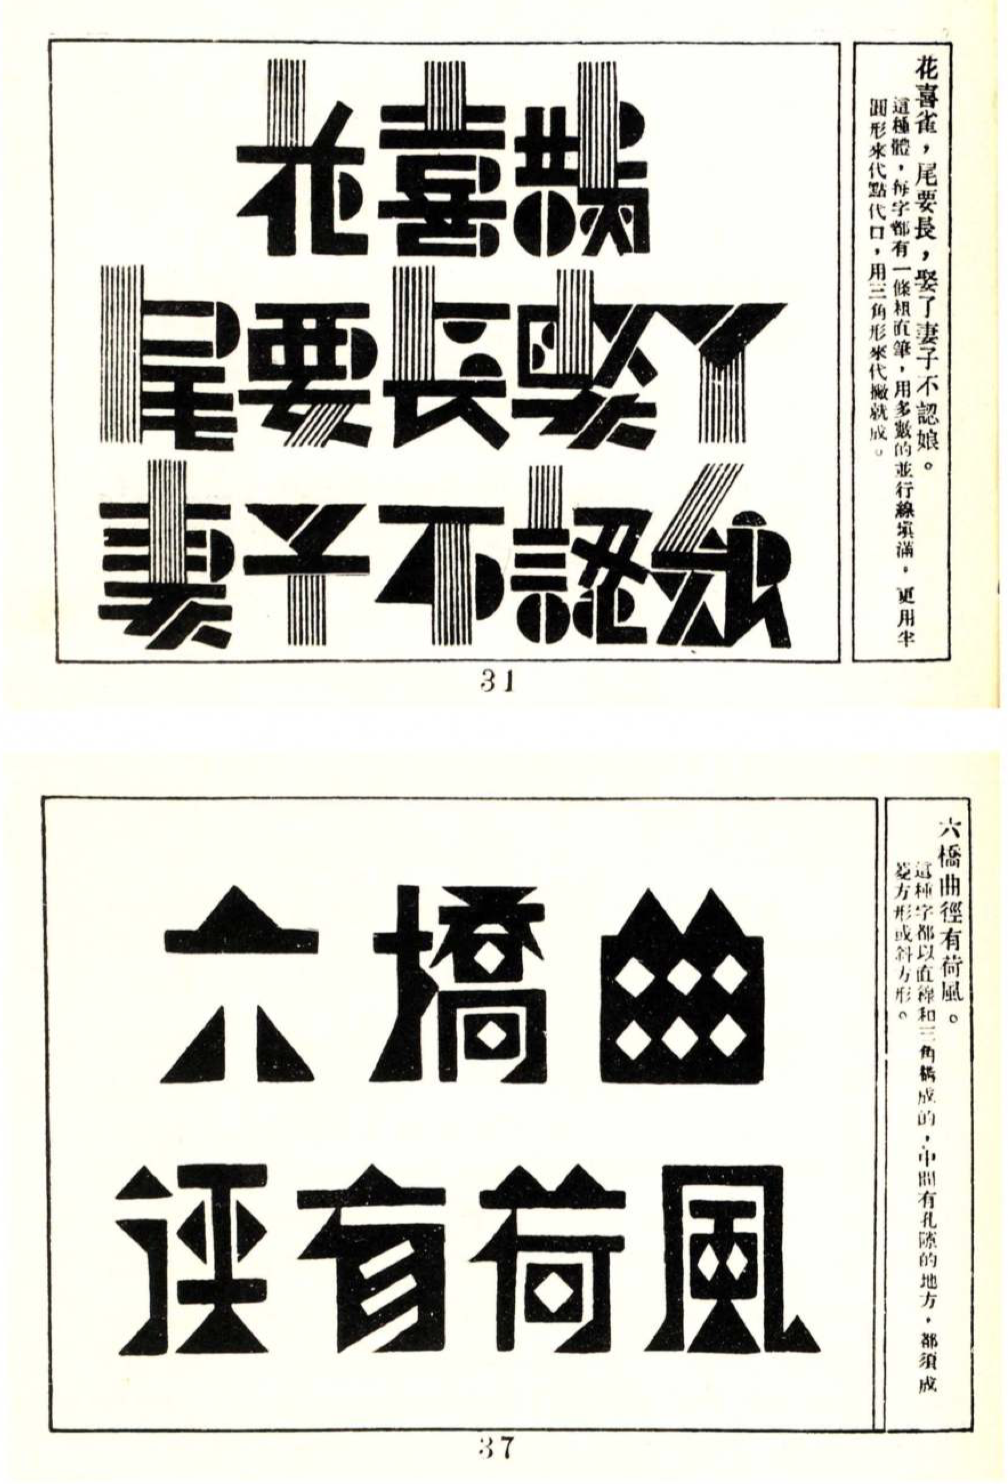 花喜鵲
尾要長娶了
妻子不認娘
花喜雀，尾要長，娶了妻子不認娘。
這種體，每字都有一條粗直筆，用多數的並行線填滿。更用半
圓形來代點代口，用三角形來代撇就成。
31
六橋曲
徑有荷風
六橋曲徑有荷風。
這種字都以直線和三角構成的，中間有孔隙的地方，都須成
菱方形或斜方形。
37